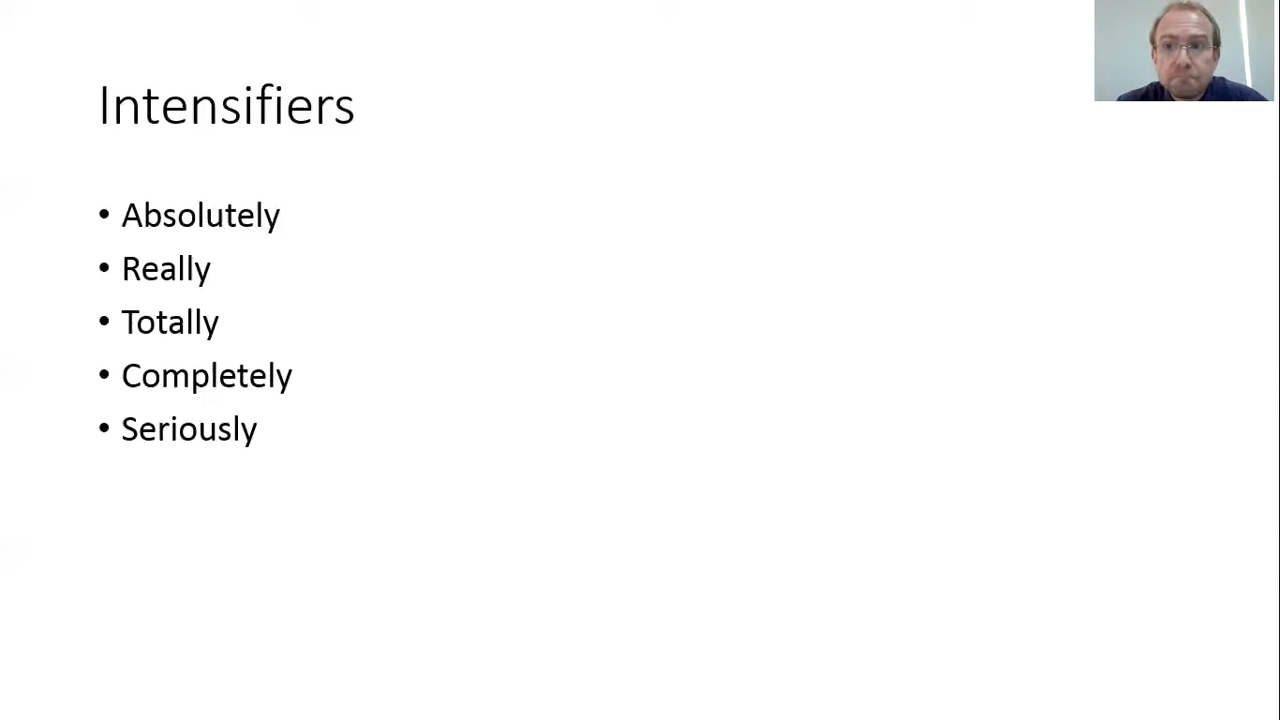 Intensifiers
• Absolutely
• Really
• Totally
• Completely
• Seriously